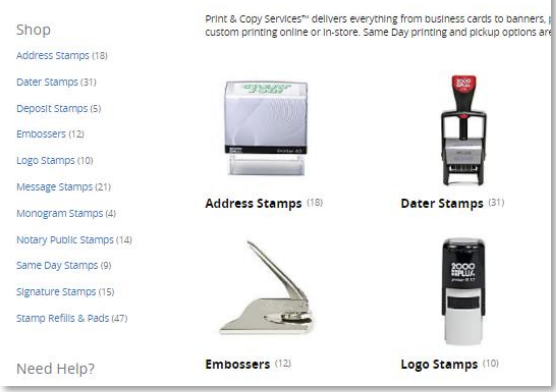 Shop
Address Stamps (18)
Dater Stamps (31)
Deposit Stamps (5)
Embossers (12)
Logo Stamps (10)
Message Stamps (21)
Monogram Stamps (4)
Notary Public Stamps (14)
Same Day Stamps (9)
Signature Stamps (15)
Stamp Refills & Pads (47)
Need Help?
Print & Copy Services™ delivers everything from business cards to banners,
custom printing online or in-store. Same Day printing and pickup options are
Address Stamps (18)
Dater Stamps (31)
2000
PLUS
Embossers (12)
Logo Stamps (10)